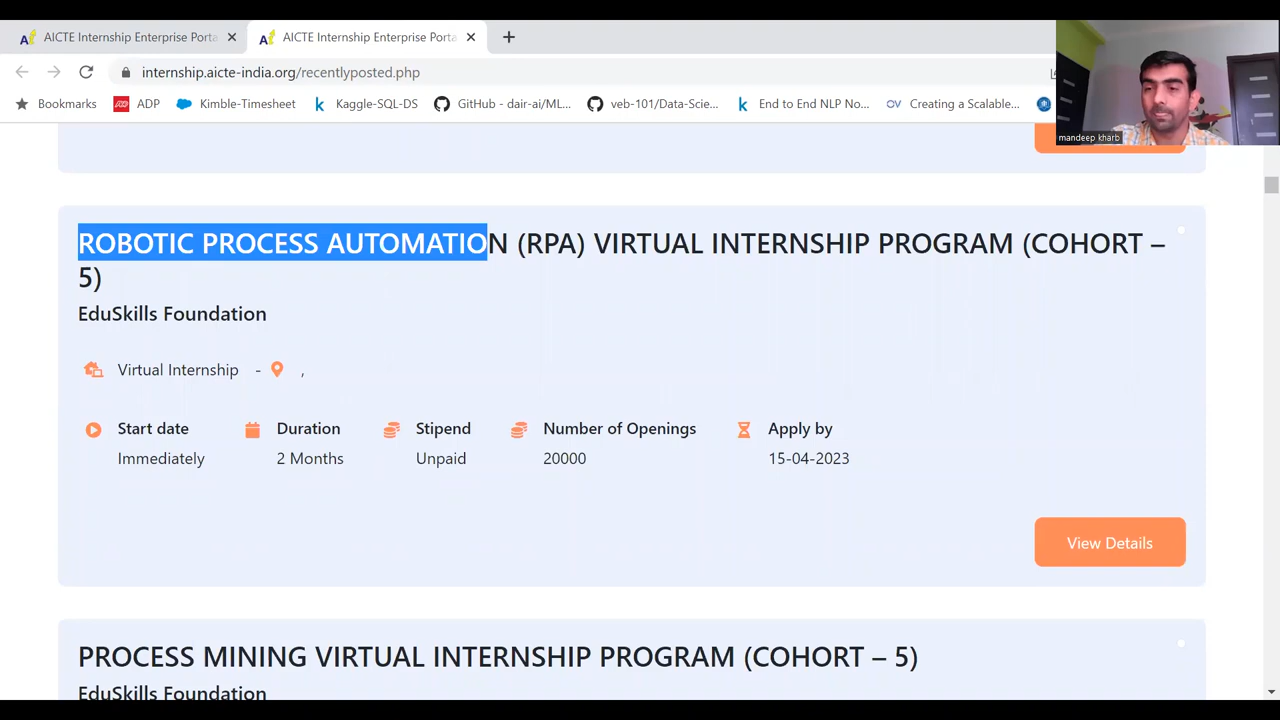 AICTE Internship Enterprise Porta
AICTE Internship Enterprise Porta
internship.aicte-india.org/recentlyposted.php
Bookmarks
ADP
Kimble-Timesheet
Kaggle-SQL-DS
GitHub - dair-ai/ML...
veb-101/Data-Scie...
End to End NLP No...
Creating a Scalable...
mandeep kharb
ROBOTIC PROCESS AUTOMATION (RPA) VIRTUAL INTERNSHIP PROGRAM (COHORT –
5)
EduSkills Foundation
Virtual Internship - ,
Start date
Immediately
Duration
2 Months
Stipend
Unpaid
Number of Openings
20000
Apply by
15-04-2023
View Details
PROCESS MINING VIRTUAL INTERNSHIP PROGRAM (COHORT – 5)
EduSkills Foundation